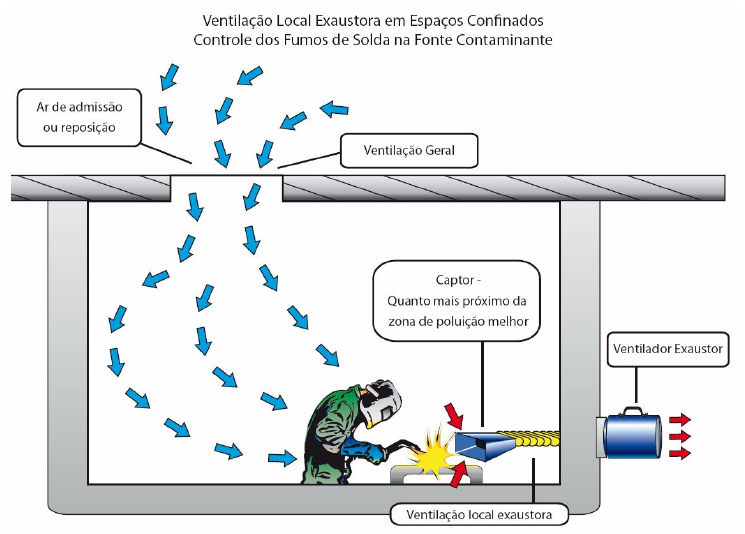 Ventilação Local Exaustora em Espaços Confinados
Controle dos Fumos de Solda na Fonte Contaminante
Ar de admissão
ou reposição
Ventilação Geral
Captor -
Quanto mais próximo da
zona de poluição melhor
Ventilador Exaustor
Ventilação local exaustora